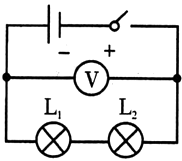 − +
V
L₁ L₂